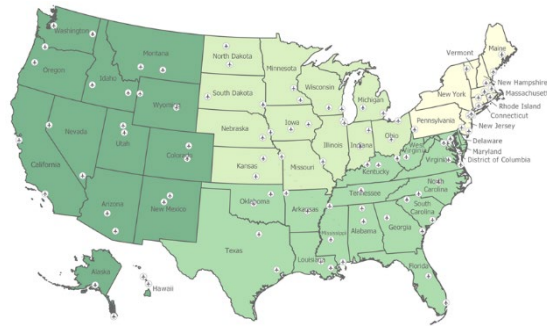 Washington
Montana
North Dakota
Minnesota
Maine
Vermont
New Hampshire
Oregon
Idaho
South Dakota
Wisconsin
Michigan
New York
Massachusett
Rhode Island
Connecticut
Wyoming
Nebraska
Iowa
Pennsylvania
New Jersey
Nevada
Utah
Colorado
Illinois
Indiana
Ohio
Delaware
Maryland
District of Columbia
West Virginia
Virginia
California
Kansas
Missouri
Kentucky
North Carolina
Arizona
New Mexico
Oklahoma
Arkansas
Tennessee
South Carolina
Texas
Louisiana
Mississippi
Alabama
Georgia
Florida
Alaska
Hawaii